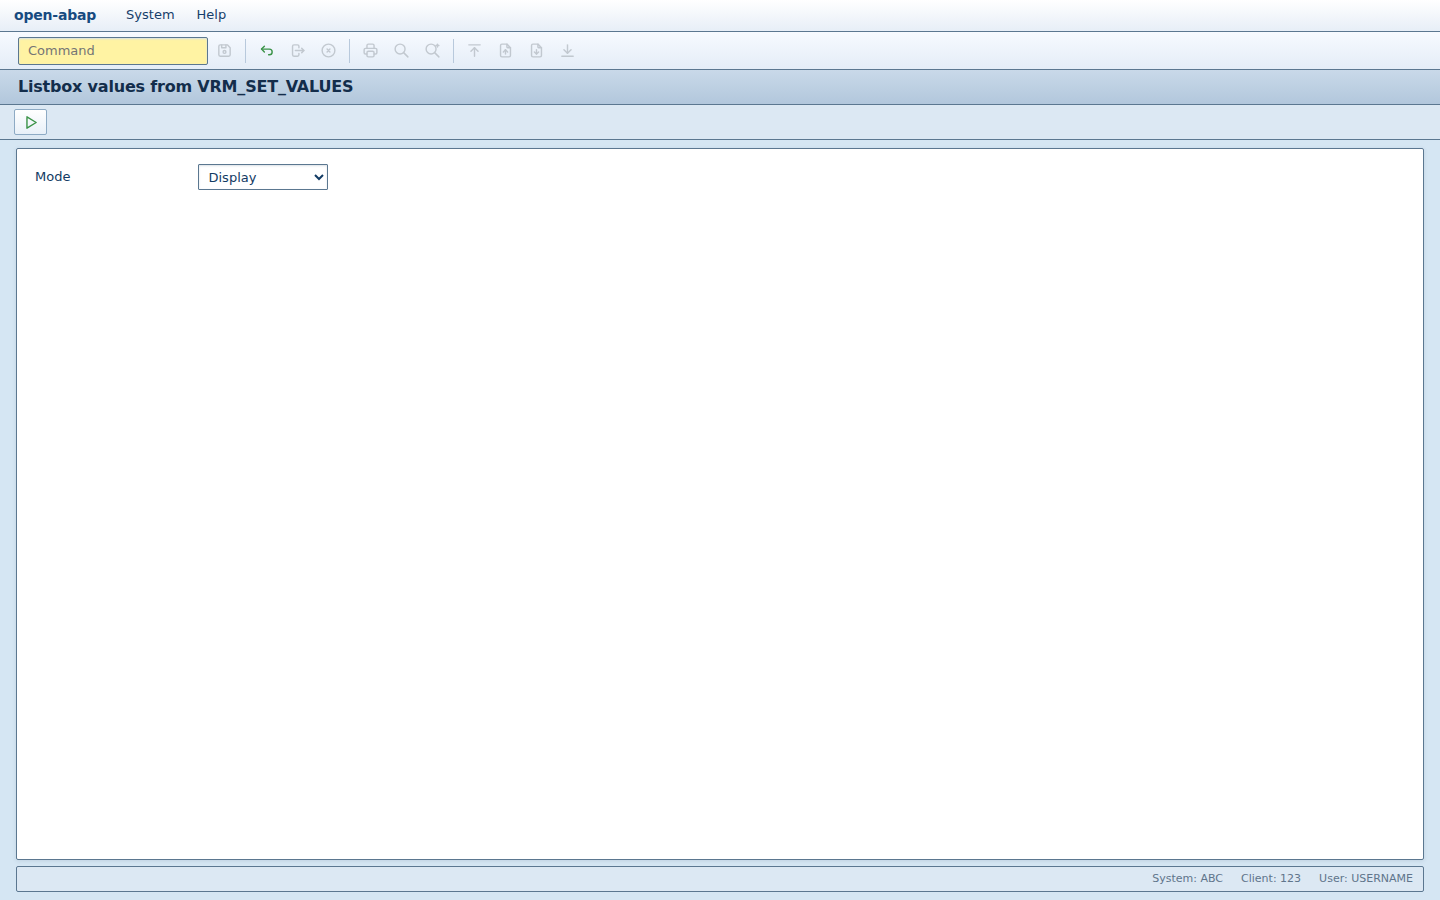 open-abap System Help
Command
Listbox values from VRM_SET_VALUES
Mode Display
System: ABC Client: 123 User: USERNAME